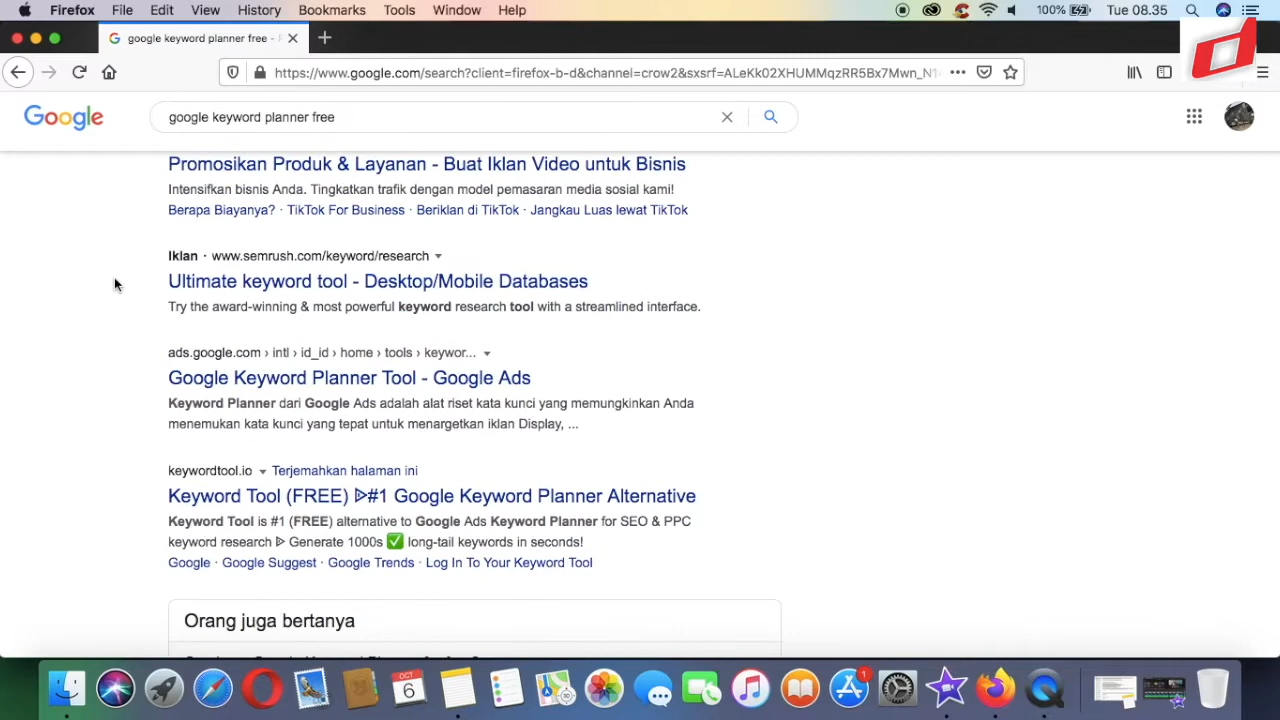 Firefox File Edit View History Bookmarks Tools Window Help 100% Tue 08.35
google keyword planner free -
https://www.google.com/search?client=firefox-b-d&channel=crow2&sxsrf=ALeKk02XHUMMqzRR5Bx7Mwn_N1
Google google keyword planner free
Promosikan Produk & Layanan - Buat Iklan Video untuk Bisnis
Intensifkan bisnis Anda. Tingkatkan trafik dengan model pemasaran media sosial kami!
Berapa Biayanya? · TikTok For Business · Beriklan di TikTok · Jangkau Luas lewat TikTok
Iklan · www.semrush.com/keyword/research
Ultimate keyword tool - Desktop/Mobile Databases
Try the award-winning & most powerful keyword research tool with a streamlined interface.
ads.google.com › intl › id_id › home › tools › keywor...
Google Keyword Planner Tool - Google Ads
Keyword Planner dari Google Ads adalah alat riset kata kunci yang memungkinkan Anda
menemukan kata kunci yang tepat untuk menargetkan iklan Display, ...
keywordtool.io Terjemahkan halaman ini
Keyword Tool (FREE) ᐉ#1 Google Keyword Planner Alternative
Keyword Tool is #1 (FREE) alternative to Google Ads Keyword Planner for SEO & PPC
keyword research ᐉ Generate 1000s ✅ long-tail keywords in seconds!
Google · Google Suggest · Google Trends · Log In To Your Keyword Tool
Orang juga bertanya
OCT
6
1